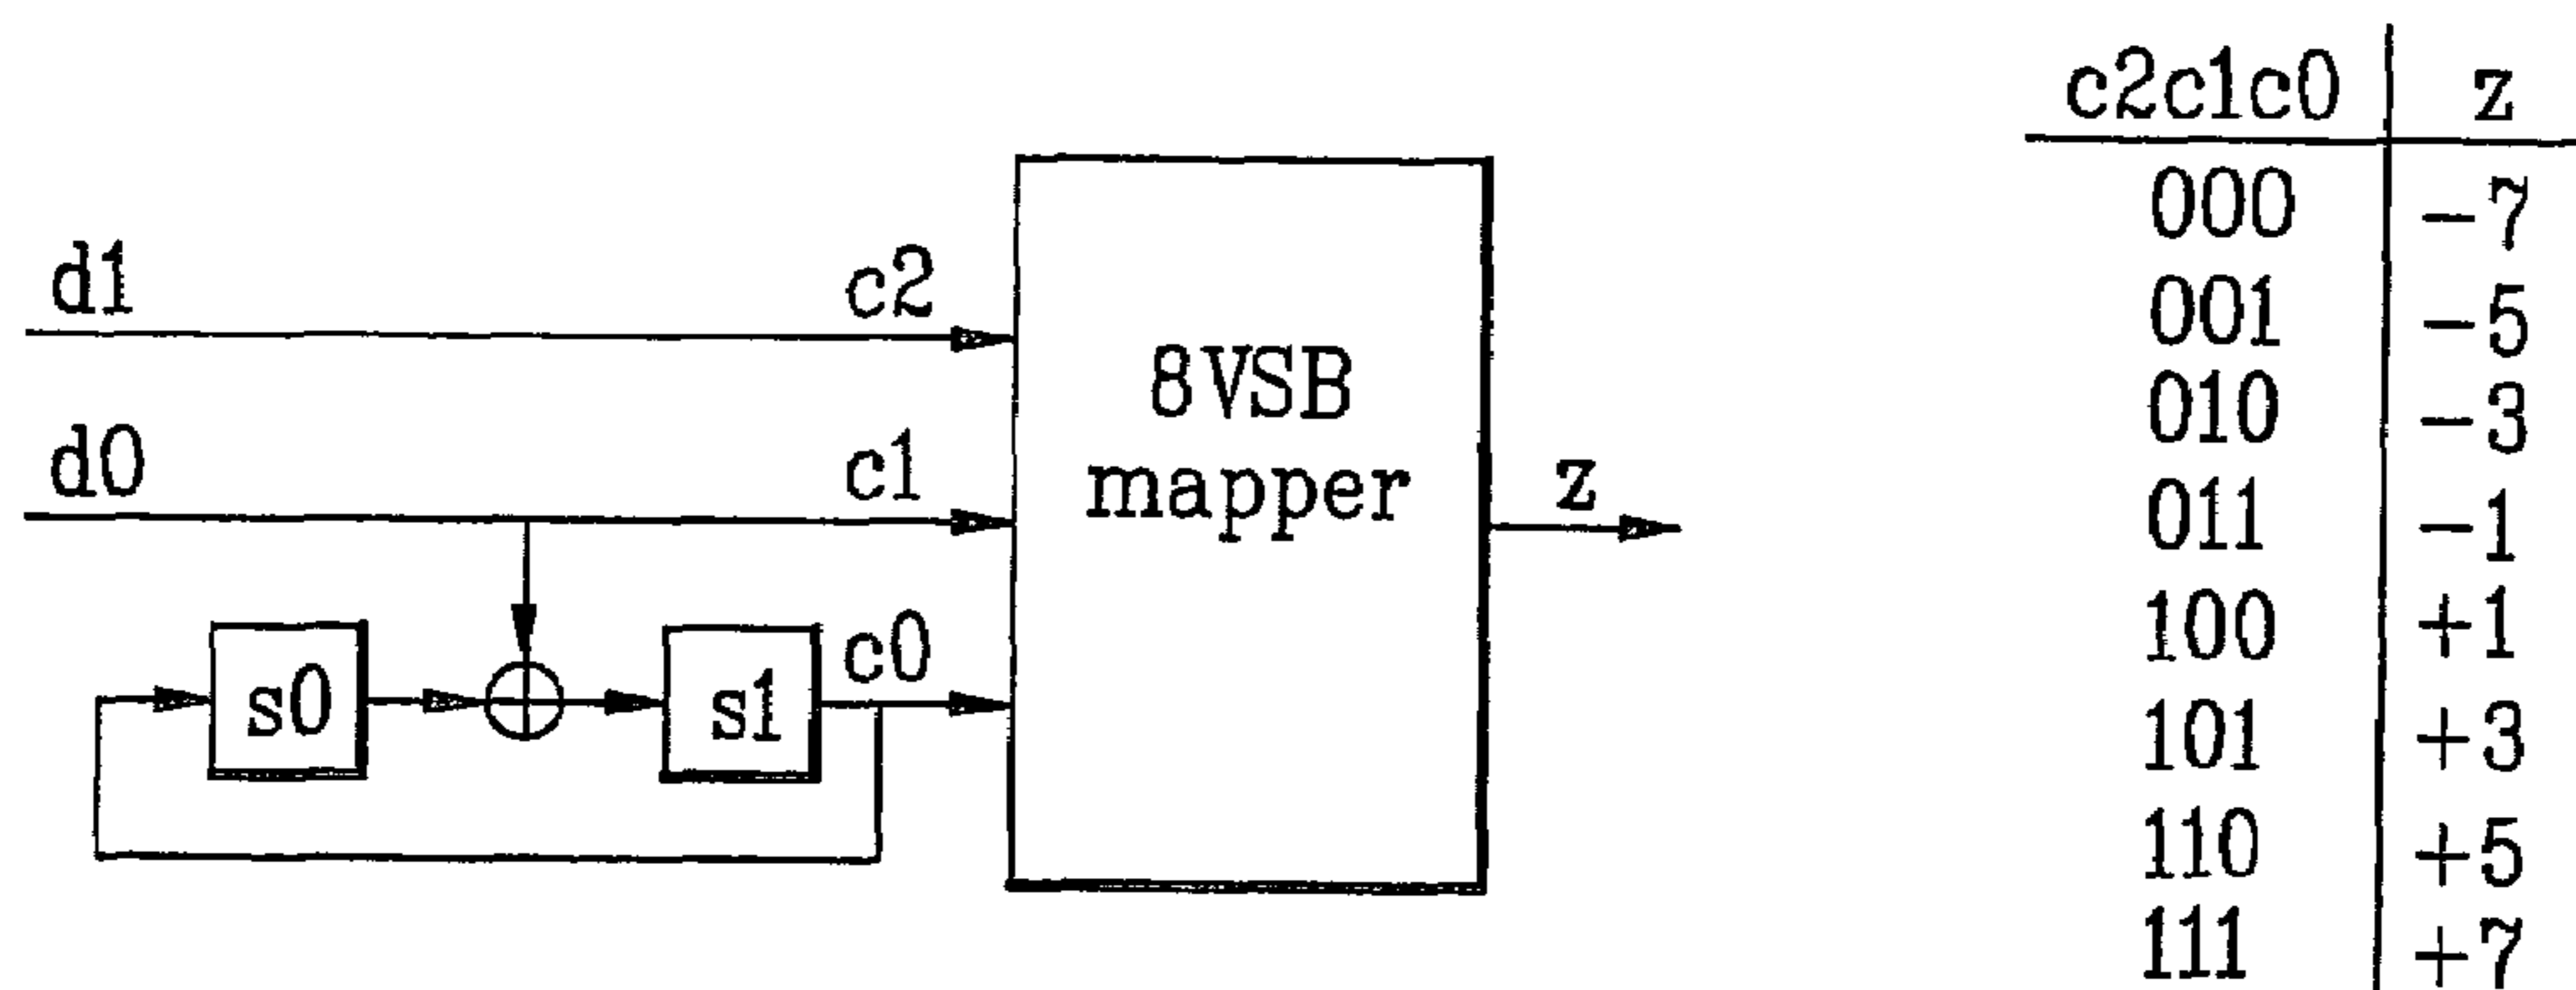 d1
c2
d0
c1
s0
s1
c0
8VSB
mapper
z
c2c1c0 z
000 -7
001 -5
010 -3
011 -1
100 +1
101 +3
110 +5
111 +7